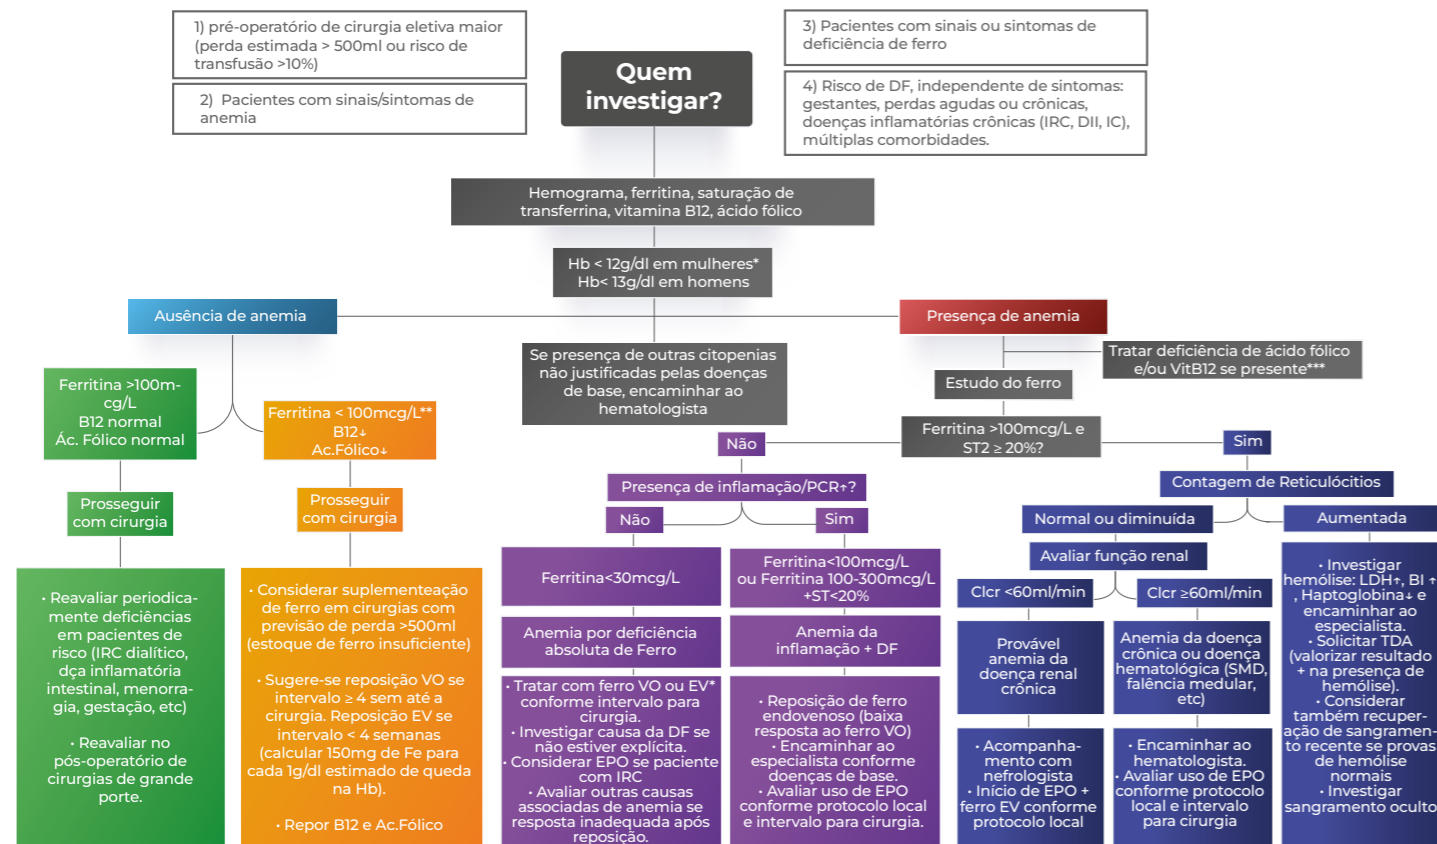 1) pré-operatório de cirurgia eletiva maior
(perda estimada > 500ml ou risco de
transfusão >10%)
2) Pacientes com sinais/sintomas de
anemia
Quem
investigar?
3) Pacientes com sinais ou sintomas de
deficiência de ferro
4) Risco de DF, independente de sintomas:
gestantes, perdas agudas ou crônicas,
doenças inflamatórias crônicas (IRC, DII, IC),
múltiplas comorbidades.
Hemograma, ferritina, saturação de
transferrina, vitamina B12, ácido fólico
Hb < 12g/dl em mulheres*
Hb< 13g/dl em homens
Ausência de anemia
Presença de anemia
Se presença de outras citopenias
não justificadas pelas doenças
de base, encaminhar ao
hematologista
Tratar deficiência de ácido fólico
e/ou VitB12 se presente***
Estudo do ferro
Ferritina >100mcg/L e
ST2 ≥ 20%?
Ferritina >100m-
cg/L
B12 normal
Ác. Fólico normal
Ferritina < 100mcg/L**
B12↓
Ac.Fólico↓
Prosseguir
com cirurgia
Prosseguir
com cirurgia
• Reavaliar periodica-
mente deficiências
em pacientes de
risco (IRC dialítico,
dça inflamatória
intestinal, menorra-
gia, gestação, etc)
• Reavaliar no
pós-operatório de
cirurgias de grande
porte.
• Considerar suplementeação
de ferro em cirurgias com
previsão de perda >500ml
(estoque de ferro insuficiente)
• Sugere-se reposição VO se
intervalo ≥ 4 sem até a
cirurgia. Reposição EV se
intervalo < 4 semanas
(calcular 150mg de Fe para
cada 1g/dl estimado de queda
na Hb).
• Repor B12 e Ac.Fólico
Não
Sim
Presença de inflamação/PCR↑?
Não
Sim
Ferritina<30mcg/L
Ferritina<100mcg/L
ou Ferritina 100-300mcg/L
+ST<20%
Anemia por deficiência
absoluta de Ferro
Anemia da
inflamação + DF
• Tratar com ferro VO ou EV*
conforme intervalo para
cirurgia.
• Investigar causa da DF se
não estiver explícita.
• Considerar EPO se paciente
com IRC
• Avaliar outras causas
associadas de anemia se
resposta inadequada após
reposição.
• Reposição de ferro
endovenoso (baixa
resposta ao ferro VO)
• Encaminhar ao
especialista conforme
doenças de base.
• Avaliar uso de EPO
conforme protocolo local
e intervalo para cirurgia.
Contagem de Reticulócitios
Normal ou diminuída
Aumentada
Avaliar função renal
Clcr <60ml/min
Clcr ≥60ml/min
Provável
anemia da
doença renal
crônica
Anemia da doença
crônica ou doença
hematológica (SMD,
falência medular,
etc)
• Acompanha-
mento com
nefrologista
• Início de EPO +
ferro EV conforme
protocolo local
• Encaminhar ao
hematologista.
• Avaliar uso de EPO
conforme protocolo
local e intervalo
para cirurgia
• Investigar
hemólise: LDH↑, BI ↑
, Haptoglobina↓ e
encaminhar ao
especialista.
• Solicitar TDA
(valorizar resultado
+ na presença de
hemólise).
• Considerar
também recuper-
ação de sangramen-
to recente se provas
de hemólise
normais
• Investigar
sangramento oculto